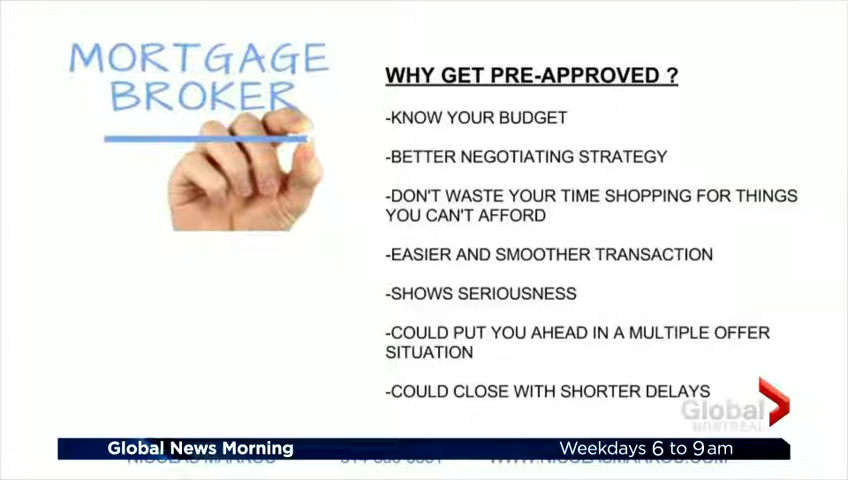 MORTGAGE
BROKER
WHY GET PRE-APPROVED ?
-KNOW YOUR BUDGET
-BETTER NEGOTIATING STRATEGY
-DON'T WASTE YOUR TIME SHOPPING FOR THINGS
YOU CAN'T AFFORD
-EASIER AND SMOOTHER TRANSACTION
-SHOWS SERIOUSNESS
-COULD PUT YOU AHEAD IN A MULTIPLE OFFER
SITUATION
-COULD CLOSE WITH SHORTER DELAYS
Global
MONTREAL
Global News Morning
Weekdays 6 to 9am